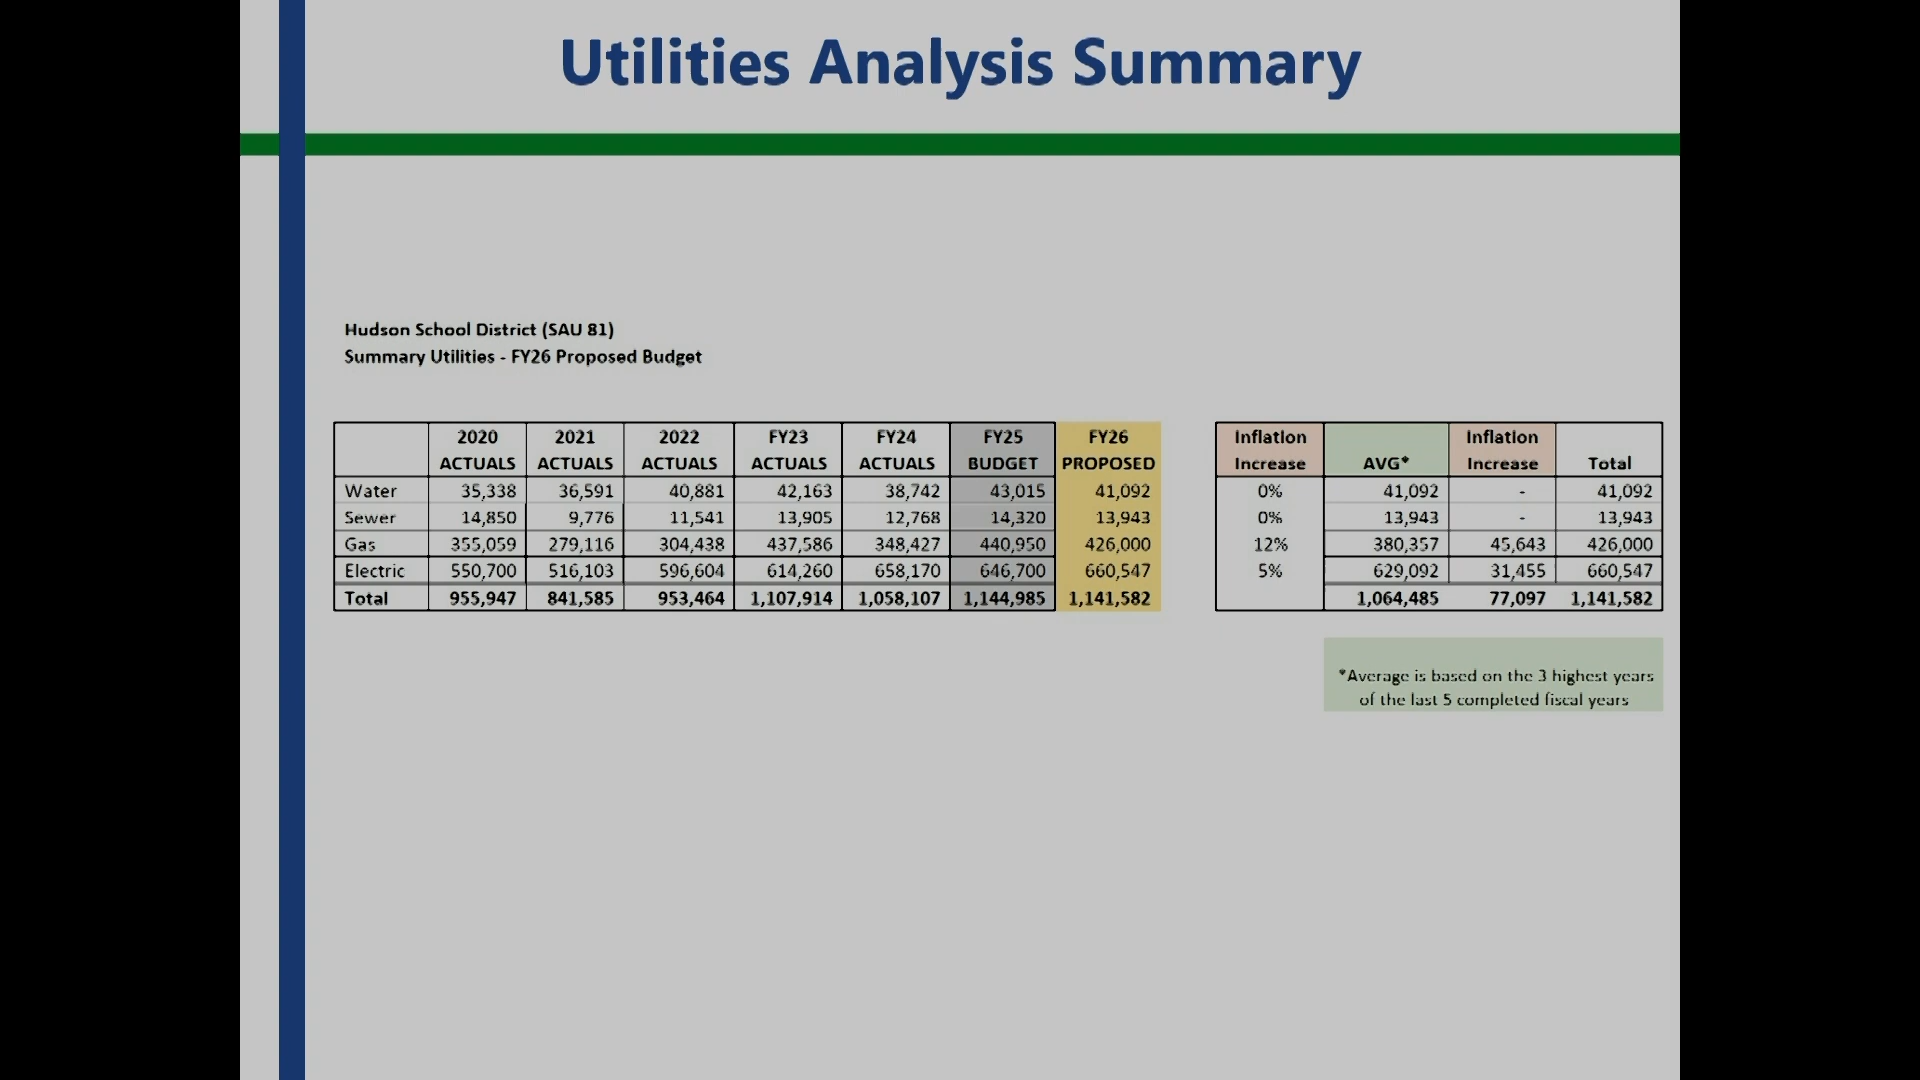 Utilities Analysis Summary
Hudson School District (SAU 81)
Summary Utilities - FY26 Proposed Budget
2020 ACTUALS 2021 ACTUALS 2022 ACTUALS FY23 ACTUALS FY24 ACTUALS FY25 BUDGET FY26 PROPOSED
Water 35,338 36,591 40,881 42,163 38,742 43,015 41,092
Sewer 14,850 9,776 11,541 13,905 12,768 14,320 13,943
Gas 355,059 279,116 304,438 437,586 348,427 440,950 426,000
Electric 550,700 516,103 596,604 614,260 658,170 646,700 660,547
Total 955,947 841,585 953,464 1,107,914 1,058,107 1,144,985 1,141,582
Inflation Increase AVG* Inflation Increase Total
0% 41,092 - 41,092
0% 13,943 - 13,943
12% 380,357 45,643 426,000
5% 629,092 31,455 660,547
1,064,485 77,097 1,141,582
*Average is based on the 3 highest years
of the last 5 completed fiscal years